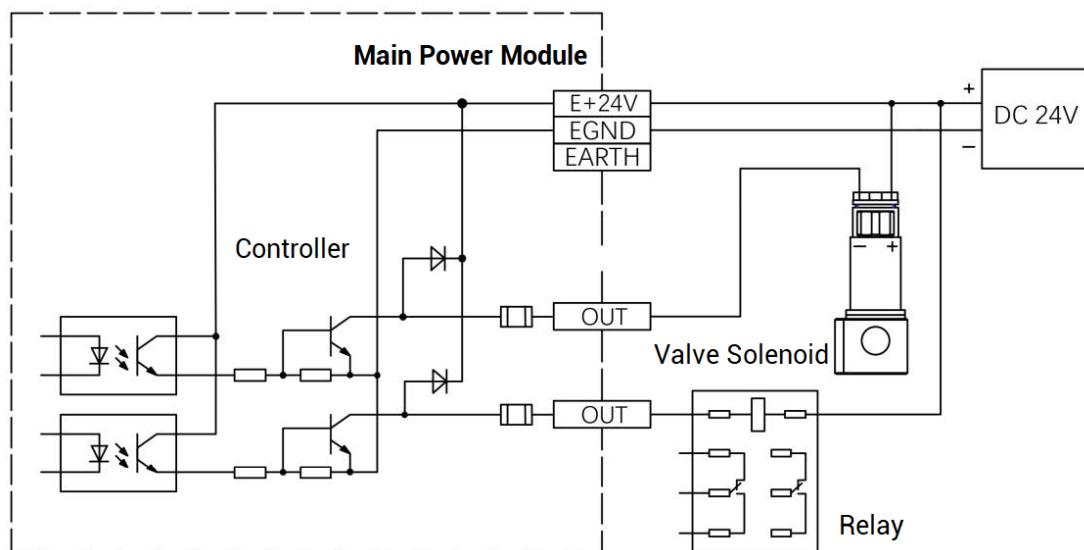 Main Power Module
E+24V
EGND
EARTH
+
DC 24V
−
Controller
− +
OUT
Valve Solenoid
OUT
Relay